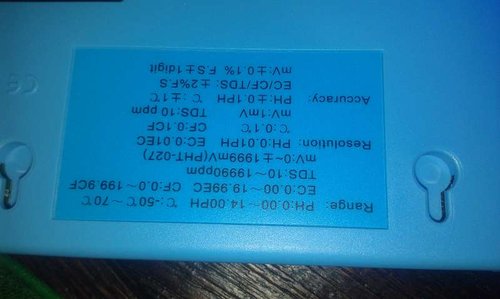 Range: PH:0.00~14.00PH ℃:-50℃~70℃
EC:0.00~19.99EC CF:0.0~199.9CF
TDS:10~19990ppm
mV:0~±1999mV(PHT-027)
Resolution: PH:0.01PH EC:0.01EC
℃:0.1℃ CF:0.1CF
mV:1mV TDS:10 ppm
Accuracy: PH:±0.1PH ℃:±1℃
EC/CF/TDS: ±2%F.S
mV:±0.1% F.S±1digit
CE